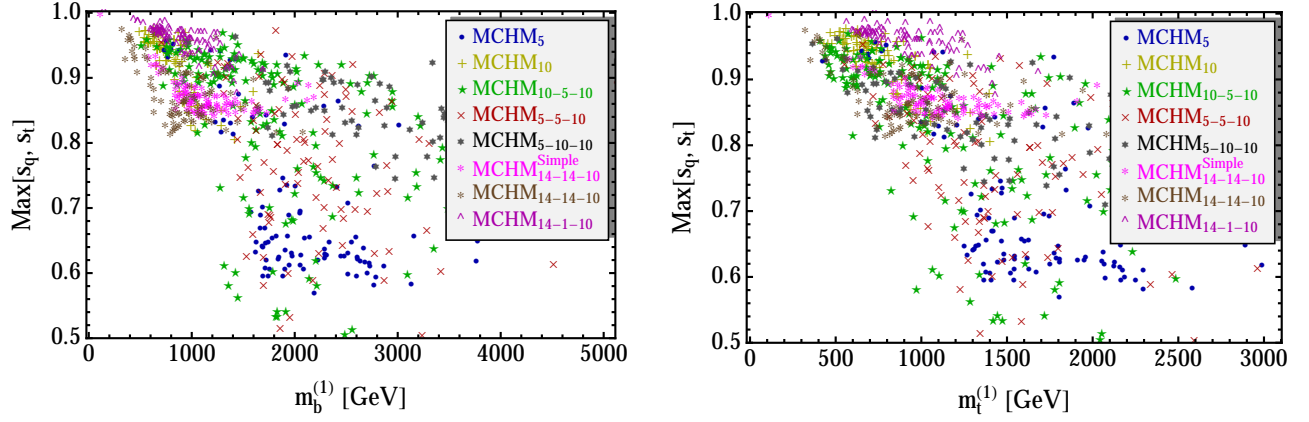 Max[s_q, s_t]
1.0
0.9
0.8
0.7
0.6
0.5
0 1000 2000 3000 4000 5000
m_b^(1) [GeV]
MCHM_5
MCHM_10
MCHM_10−5−10
MCHM_5−5−10
MCHM_5−10−10
MCHM_14−14−10^Simple
MCHM_14−14−10
MCHM_14−1−10
Max[s_q, s_t]
1.0
0.9
0.8
0.7
0.6
0.5
0 500 1000 1500 2000 2500 3000
m_t^(1) [GeV]
MCHM_5
MCHM_10
MCHM_10−5−10
MCHM_5−5−10
MCHM_5−10−10
MCHM_14−14−10^Simple
MCHM_14−14−10
MCHM_14−1−10